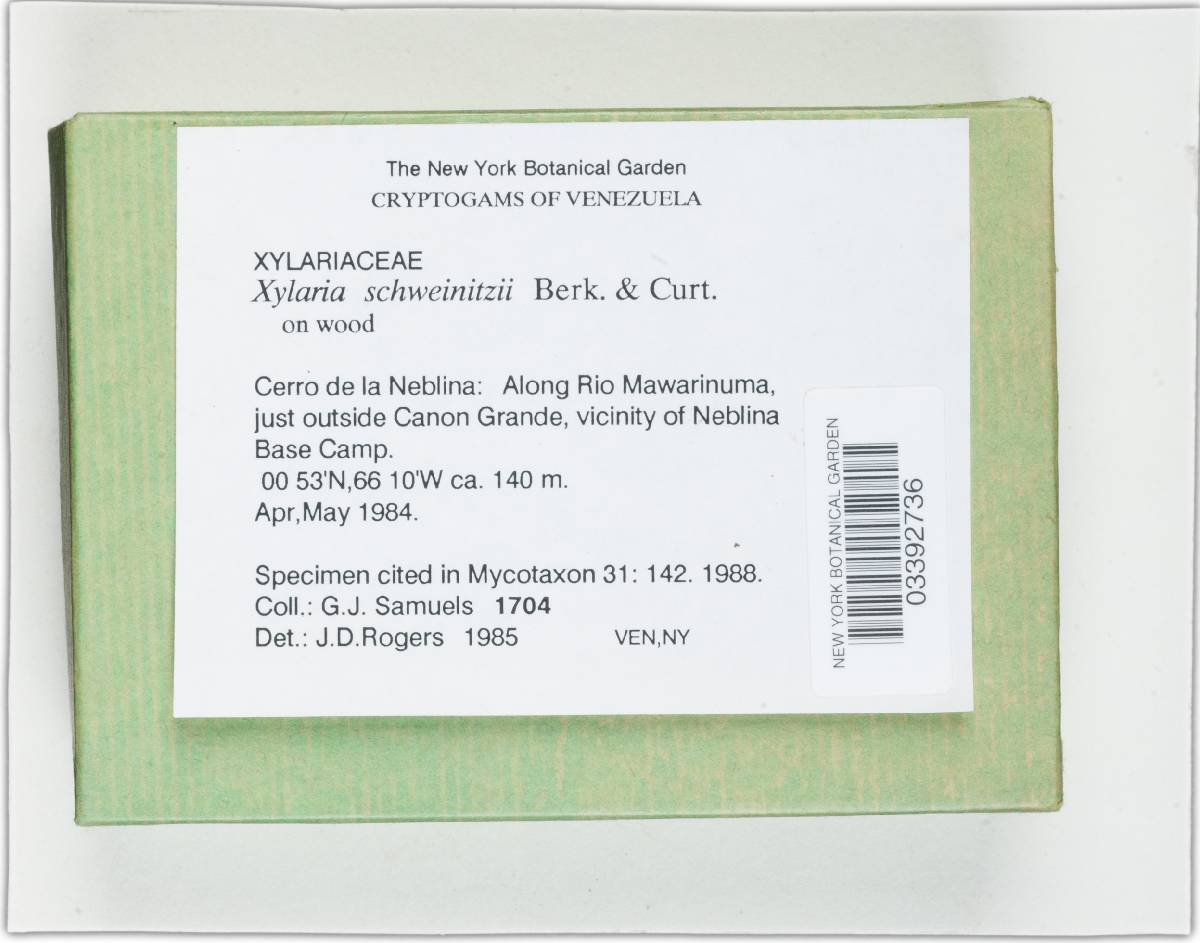 The New York Botanical Garden
CRYPTOGAMS OF VENEZUELA
XYLARIACEAE
Xylaria schweinitzii Berk. & Curt.
on wood
Cerro de la Neblina: Along Rio Mawarinuma,
just outside Canon Grande, vicinity of Neblina
Base Camp.
00 53'N,66 10'W ca. 140 m.
Apr,May 1984.
Specimen cited in Mycotaxon 31: 142. 1988.
Coll.: G.J. Samuels 1704
Det.: J.D.Rogers 1985 VEN,NY
NEW YORK BOTANICAL GARDEN
03392736